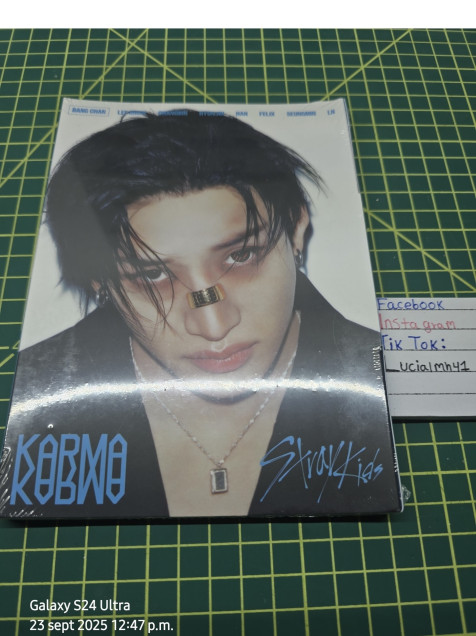 BANG CHAN HAN FELIX SEUNGMIN I.N
Facebook
Instagram
Tik Tok:
Lucialmhy1
KARMA
Stray Kids
Galaxy S24 Ultra
23 sept 2025 12:47 p.m.